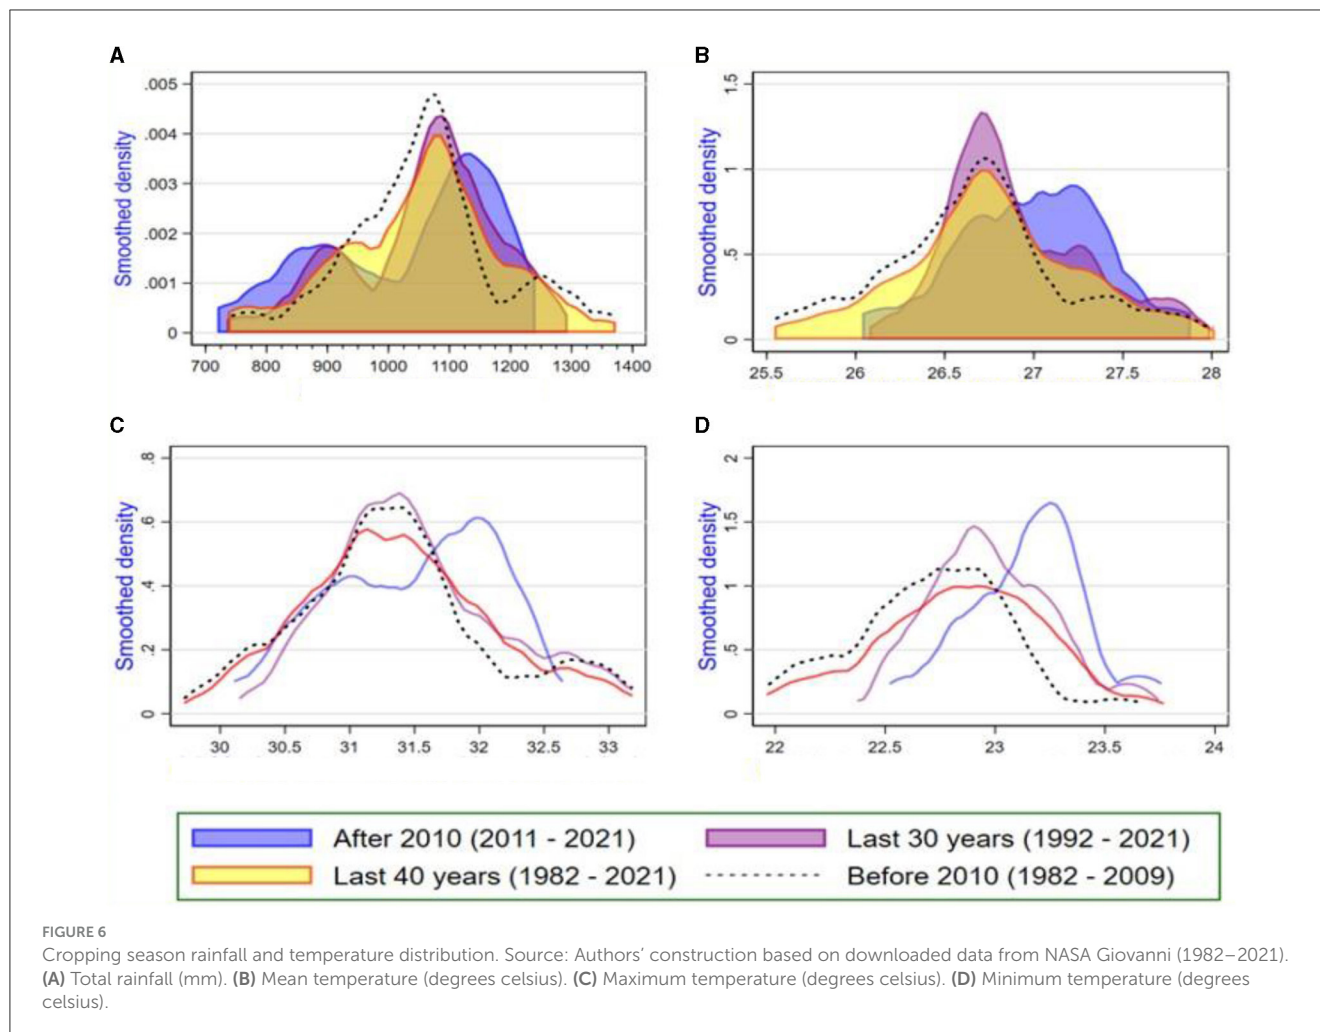 A
Smoothed density
.005
.004
.003
.002
.001
0
700 800 900 1000 1100 1200 1300 1400
B
Smoothed density
1.5
1
.5
0
25.5 26 26.5 27 27.5 28
C
Smoothed density
.8
.6
.4
.2
0
30 30.5 31 31.5 32 32.5 33
D
Smoothed density
2
1.5
1
.5
0
22 22.5 23 23.5 24
After 2010 (2011 - 2021) Last 30 years (1992 - 2021)
Last 40 years (1982 - 2021) Before 2010 (1982 - 2009)
FIGURE 6
Cropping season rainfall and temperature distribution. Source: Authors’ construction based on downloaded data from NASA Giovanni (1982–2021).
(A) Total rainfall (mm). (B) Mean temperature (degrees celsius). (C) Maximum temperature (degrees celsius). (D) Minimum temperature (degrees
celsius).